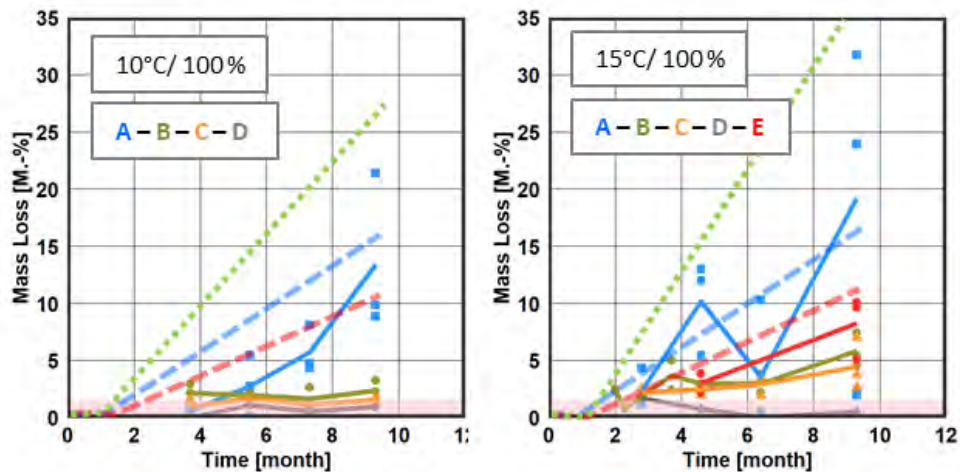 35
30
25
20
15
10
5
0
Mass Loss [M.-%]
10°C/ 100 %
A – B – C – D
0 2 4 6 8 10 12
Time [month]
35
30
25
20
15
10
5
0
Mass Loss [M.-%]
15°C/ 100 %
A – B – C – D – E
0 2 4 6 8 10 12
Time [month]